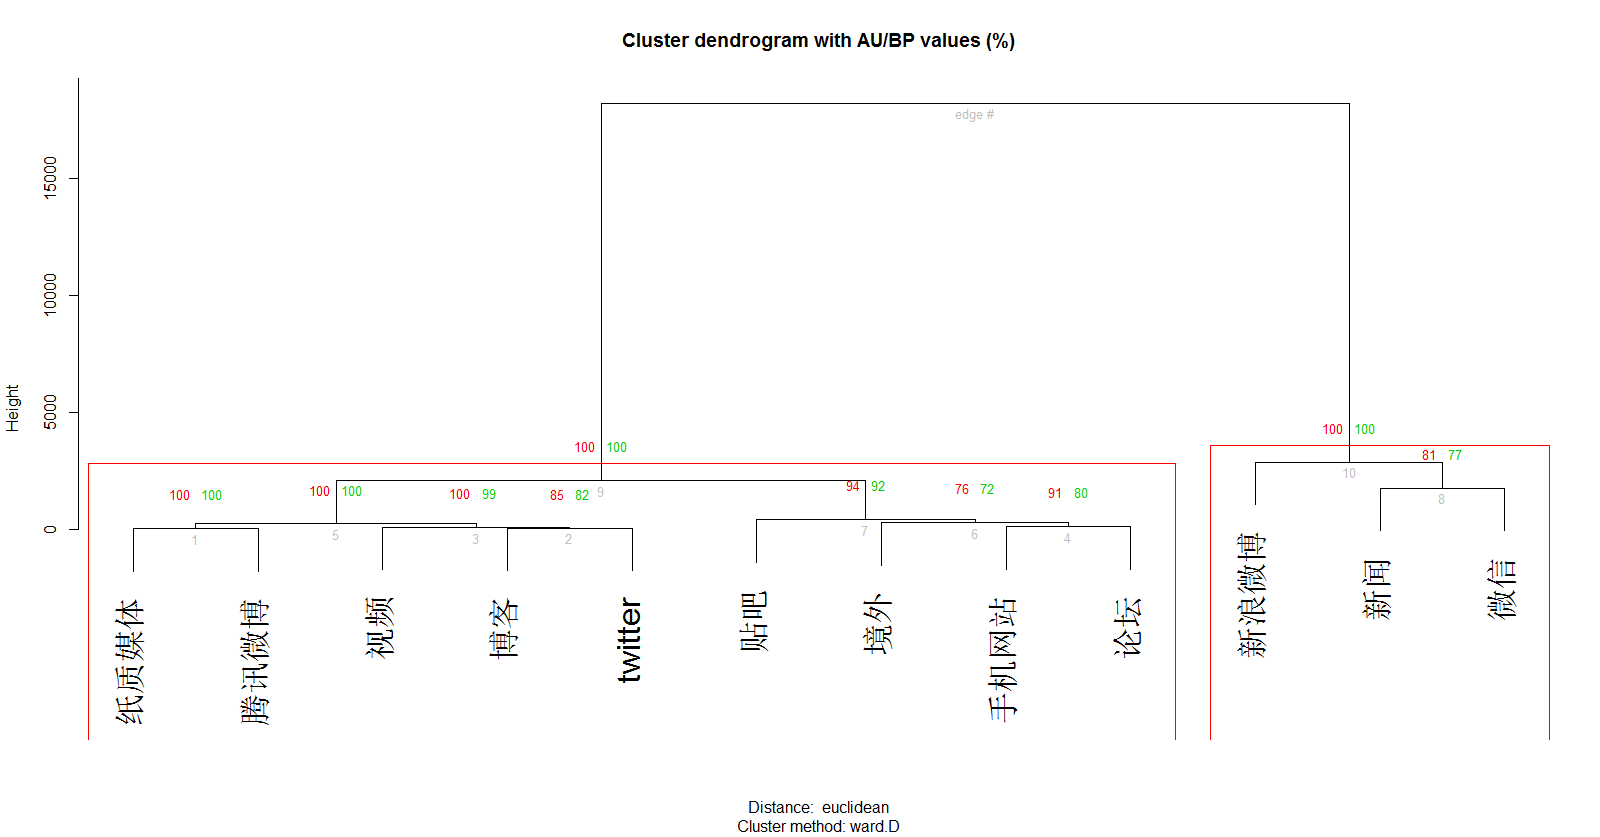 Cluster dendrogram with AU/BP values (%)
edge #
15000
10000
5000
0
Height
100 100
100 100
81 77
10
8
100 100
100 100
100 99
85 82
9
94 92
76 72
91 80
1
5
3
2
7
6
4
纸质媒体
腾讯微博
视频
博客
twitter
贴吧
境外
手机网站
论坛
新浪微博
新闻
微信
Distance: euclidean
Cluster method: ward.D